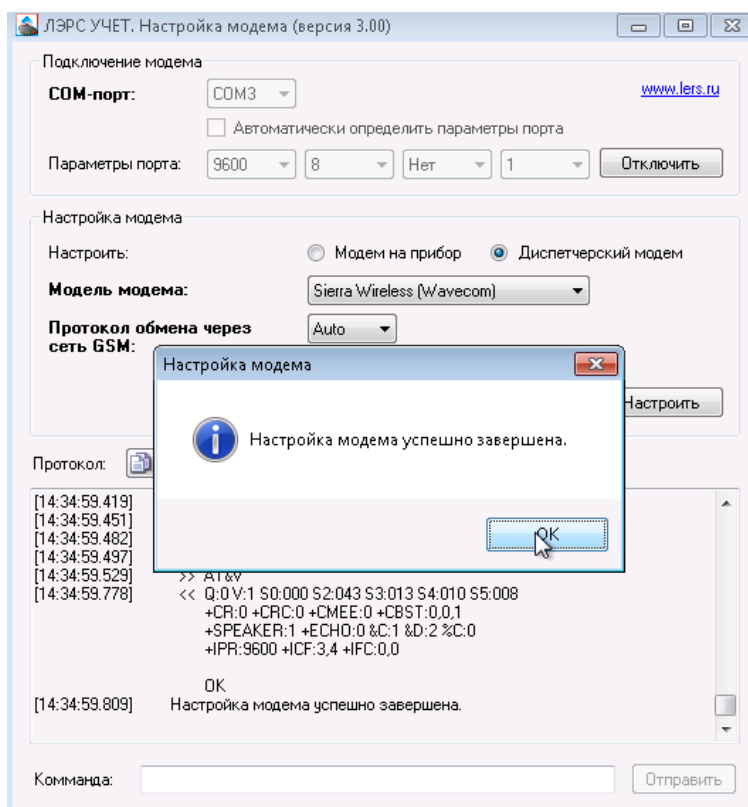 ЛЭРС УЧЕТ. Настройка модема (версия 3.00)
Подключение модема
COM-порт:
COM3
www.lers.ru
Автоматически определить параметры порта
Параметры порта:
9600
8
Нет
1
Отключить
Настройка модема
Настроить:
Модем на прибор
Диспетчерский модем
Модель модема:
Sierra Wireless (Wavecom)
Протокол обмена через
сеть GSM:
Auto
Настройка модема
Настроить
Настройка модема успешно завершена.
OK
Протокол:
[14:34:59.419]
[14:34:59.451]
[14:34:59.482]
[14:34:59.497]
[14:34:59.529] >> AT&V
[14:34:59.778] << Q:0 V:1 S0:000 S2:043 S3:013 S4:010 S5:008
+CR:0 +CRC:0 +CMEE:0 +CBST:0,0,1
+SPEAKER:1 +ECHO:0 &C:1 &D:2 %C:0
+IPR:9600 +ICF:3,4 +IFC:0,0
OK
[14:34:59.809] Настройка модема успешно завершена.
Комманда:
Отправить